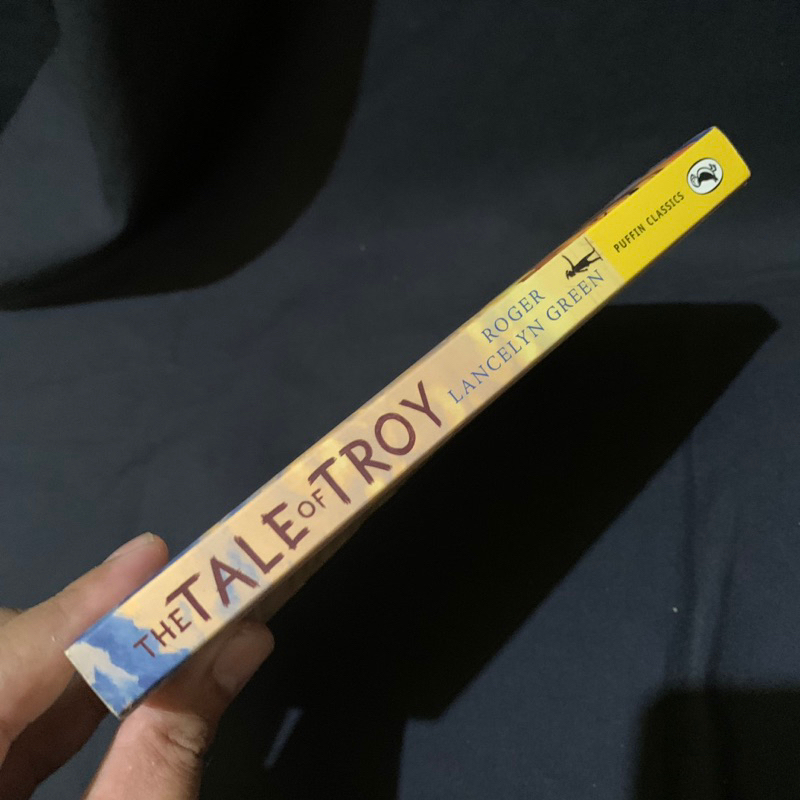 THE TALE OF TROY
ROGER
LANCELYN GREEN
PUFFIN CLASSICS